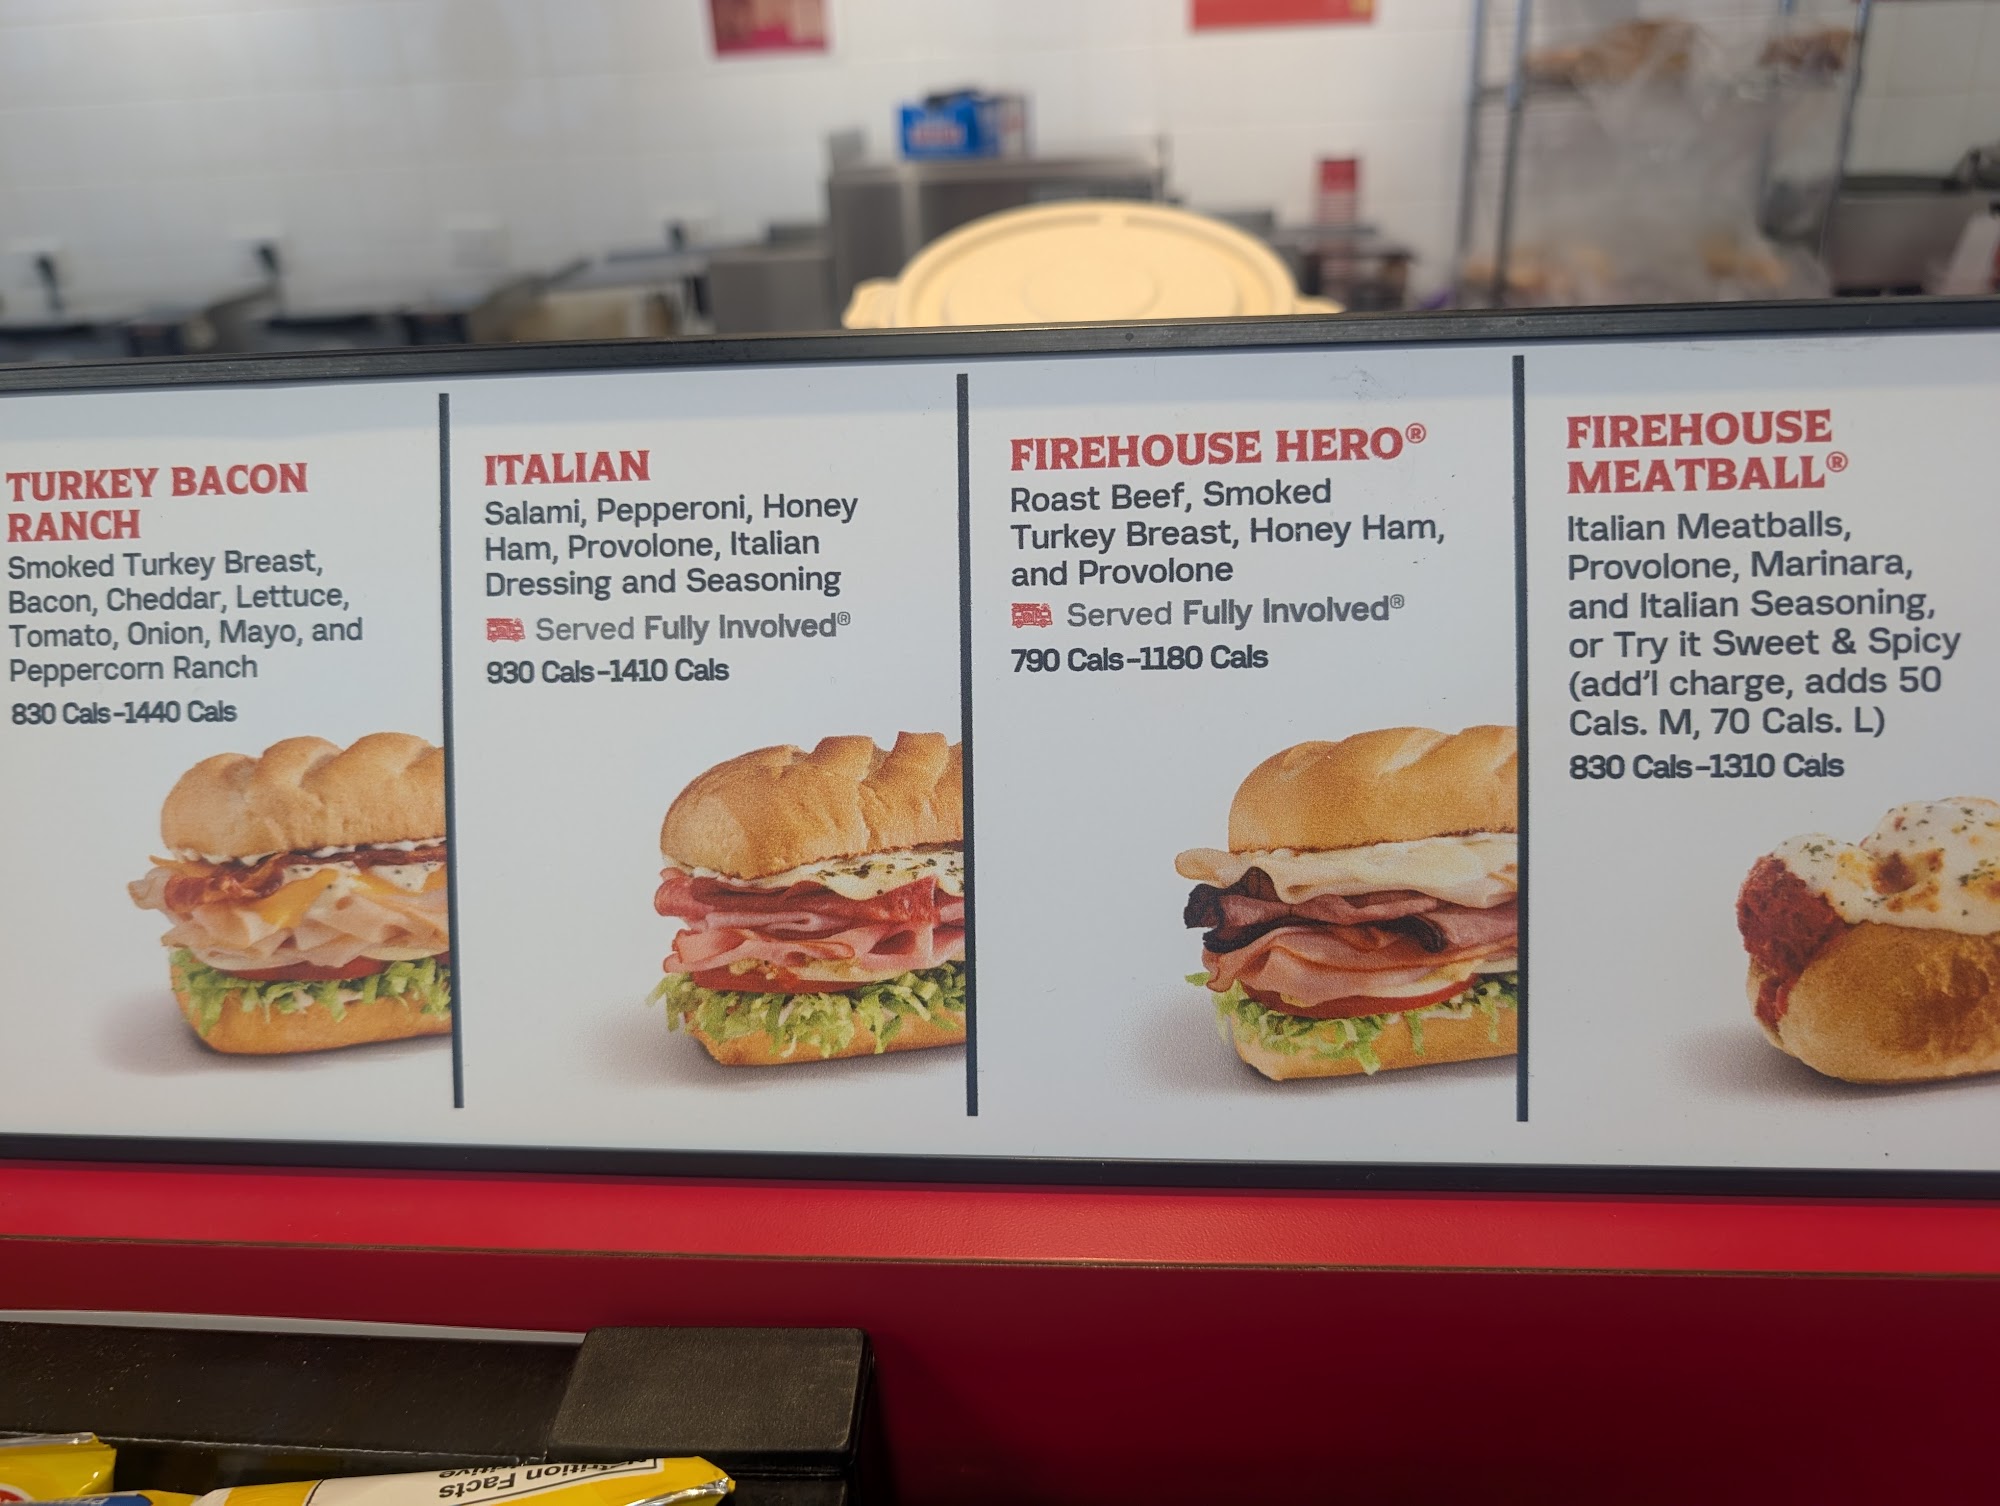 TURKEY BACON
RANCH
Smoked Turkey Breast,
Bacon, Cheddar, Lettuce,
Tomato, Onion, Mayo, and
Peppercorn Ranch
830 Cals-1440 Cals
ITALIAN
Salami, Pepperoni, Honey
Ham, Provolone, Italian
Dressing and Seasoning
Served Fully Involved®
930 Cals-1410 Cals
FIREHOUSE HERO®
Roast Beef, Smoked
Turkey Breast, Honey Ham,
and Provolone
Served Fully Involved®
790 Cals-1180 Cals
FIREHOUSE
MEATBALL®
Italian Meatballs,
Provolone, Marinara,
and Italian Seasoning,
or Try it Sweet & Spicy
(add'l charge, adds 50
Cals. M, 70 Cals. L)
830 Cals-1310 Cals
Nutrition Facts